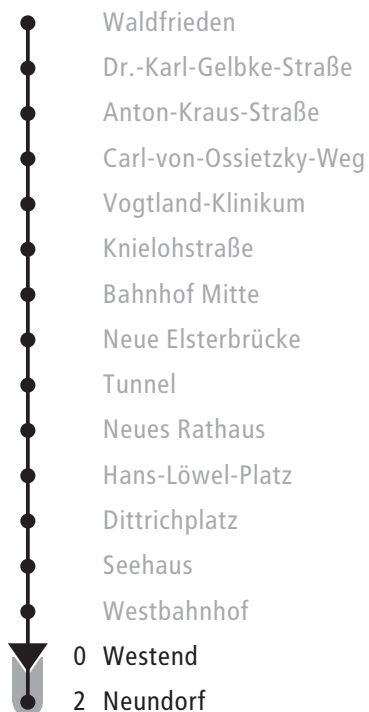 Waldfrieden
Dr.-Karl-Gelbke-Straße
Anton-Kraus-Straße
Carl-von-Ossietzky-Weg
Vogtland-Klinikum
Knielohstraße
Bahnhof Mitte
Neue Elsterbrücke
Tunnel
Neues Rathaus
Hans-Löwel-Platz
Dittrichplatz
Seehaus
Westbahnhof
0 Westend
2 Neundorf